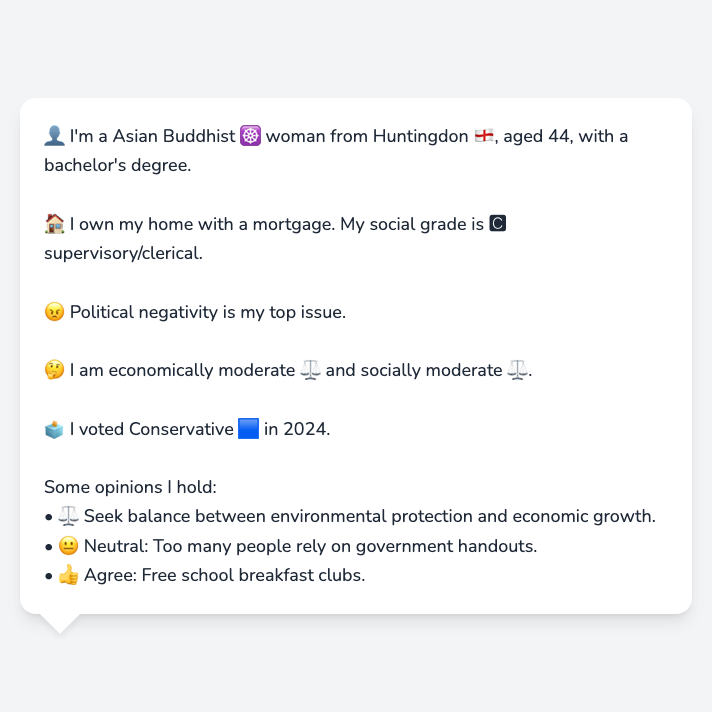 👤 I'm a Asian Buddhist ☸️ woman from Huntingdon 🏴󠁧󠁢󠁥󠁮󠁧󠁿, aged 44, with a
bachelor's degree.
🏠 I own my home with a mortgage. My social grade is 🅲
supervisory/clerical.
😠 Political negativity is my top issue.
🤔 I am economically moderate ⚖️ and socially moderate ⚖️.
🗳️ I voted Conservative 🟦 in 2024.
Some opinions I hold:
• ⚖️ Seek balance between environmental protection and economic growth.
• 😐 Neutral: Too many people rely on government handouts.
• 👍 Agree: Free school breakfast clubs.